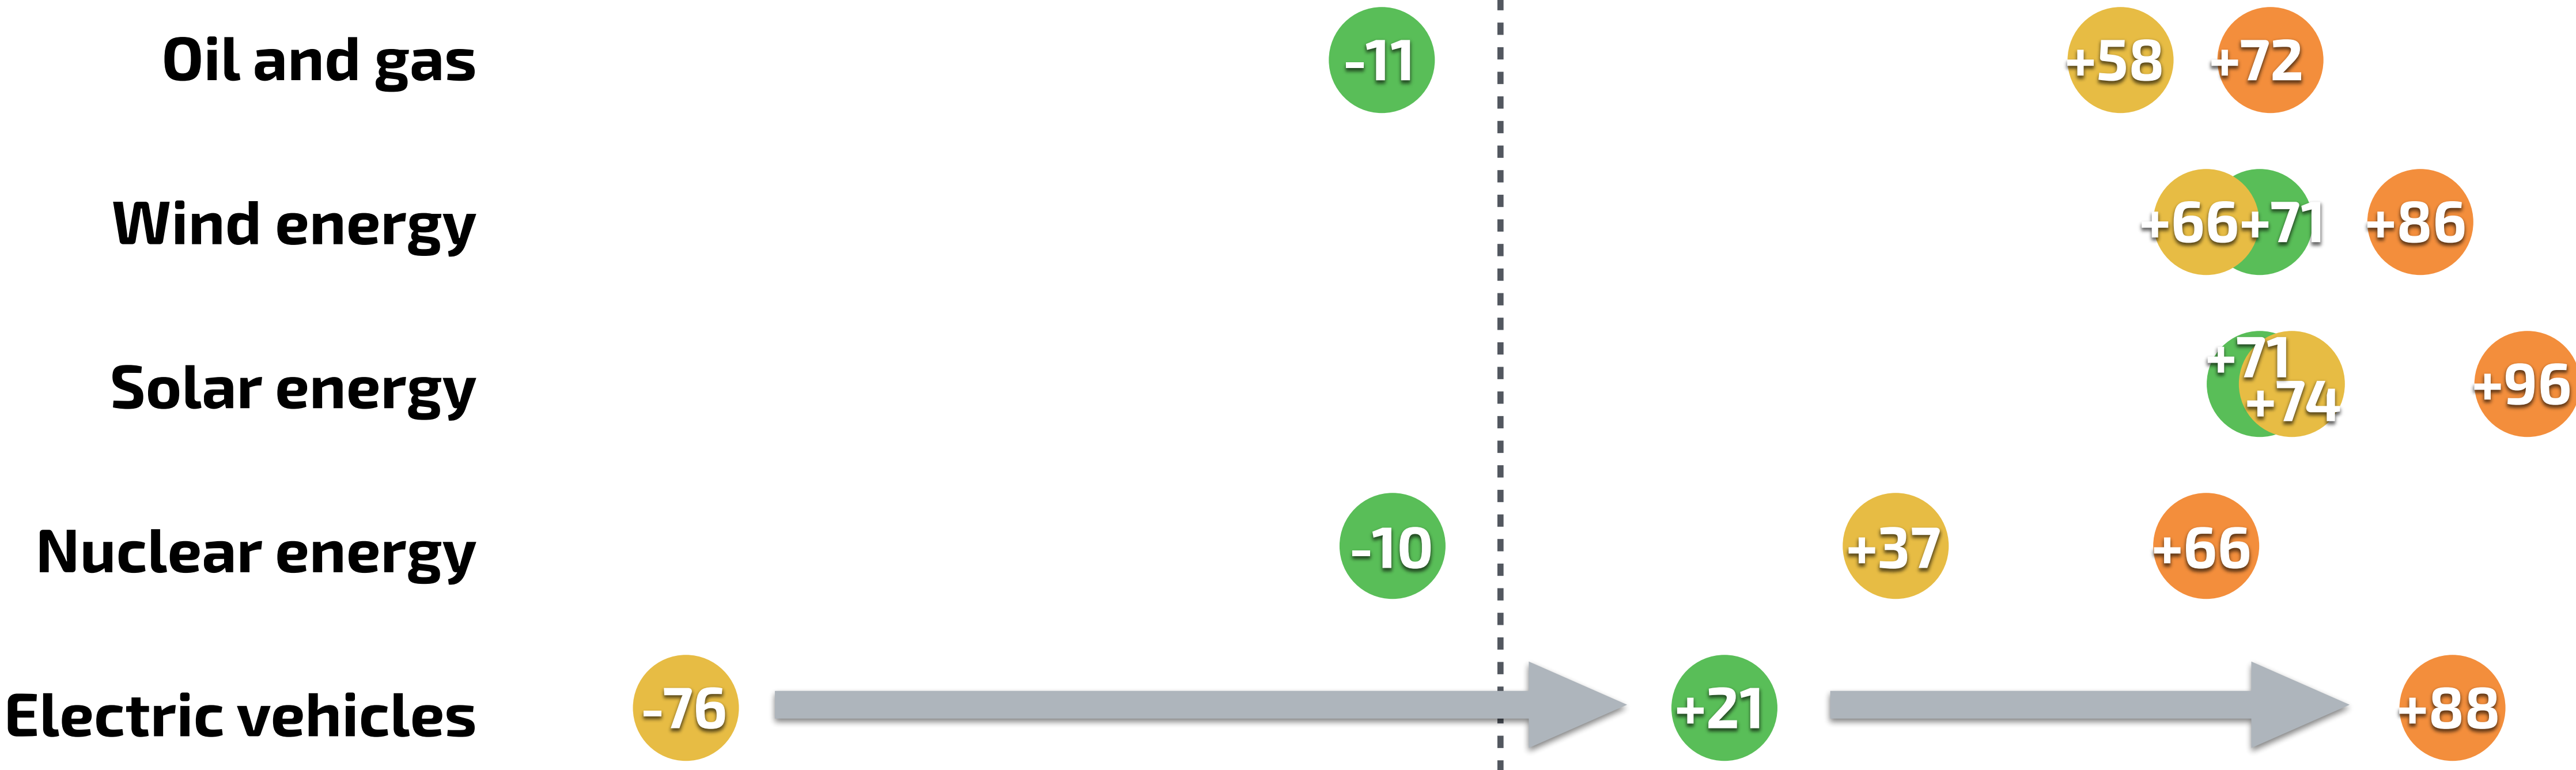 Oil and gas -11 +58 +72
Wind energy +66 +71 +86
Solar energy +71 +74 +96
Nuclear energy -10 +37 +66
Electric vehicles -76 +21 +88